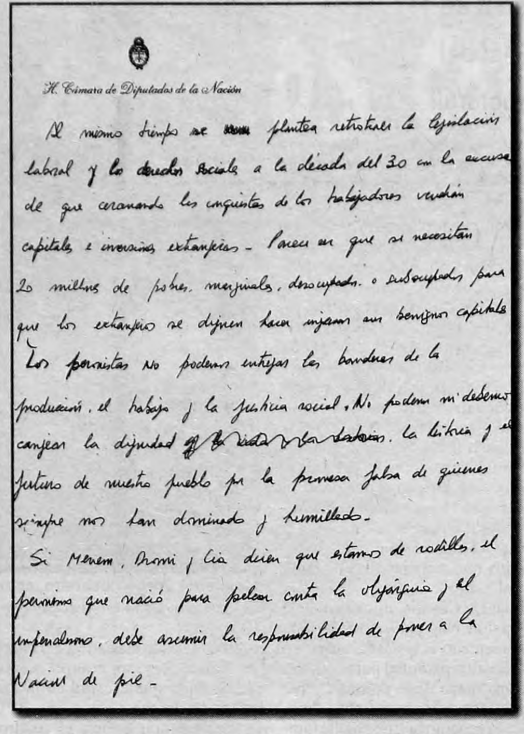 H. Cámara de Diputados de la Nación
Al mismo tiempo se plantea retrotraer la legislación
laboral y los derechos sociales a la década del 30 con la excusa
de que cercenando las conquistas de los trabajadores vendrán
capitales e inversiones extranjeras - Parece ser que se necesitan
20 millones de pobres, marginales, desocupados o subocupados para
que los extranjeros se dignen hacer ingresar sus benignos capitales
Los peronistas No podemos entregar las banderas de la
producción, el trabajo y la justicia social. No podemos ni debemos
canjear la dignidad, la historia y el
futuro de nuestro pueblo por la promesa falsa de quienes
siempre nos han dominado y humillado -
Si Menem, Dromi y Cia dicen que estamos de rodillas, el
peronismo que nació para pelear contra la oligarquía y el
imperialismo, debe asumir la responsabilidad de poner a la
Nación de pie -